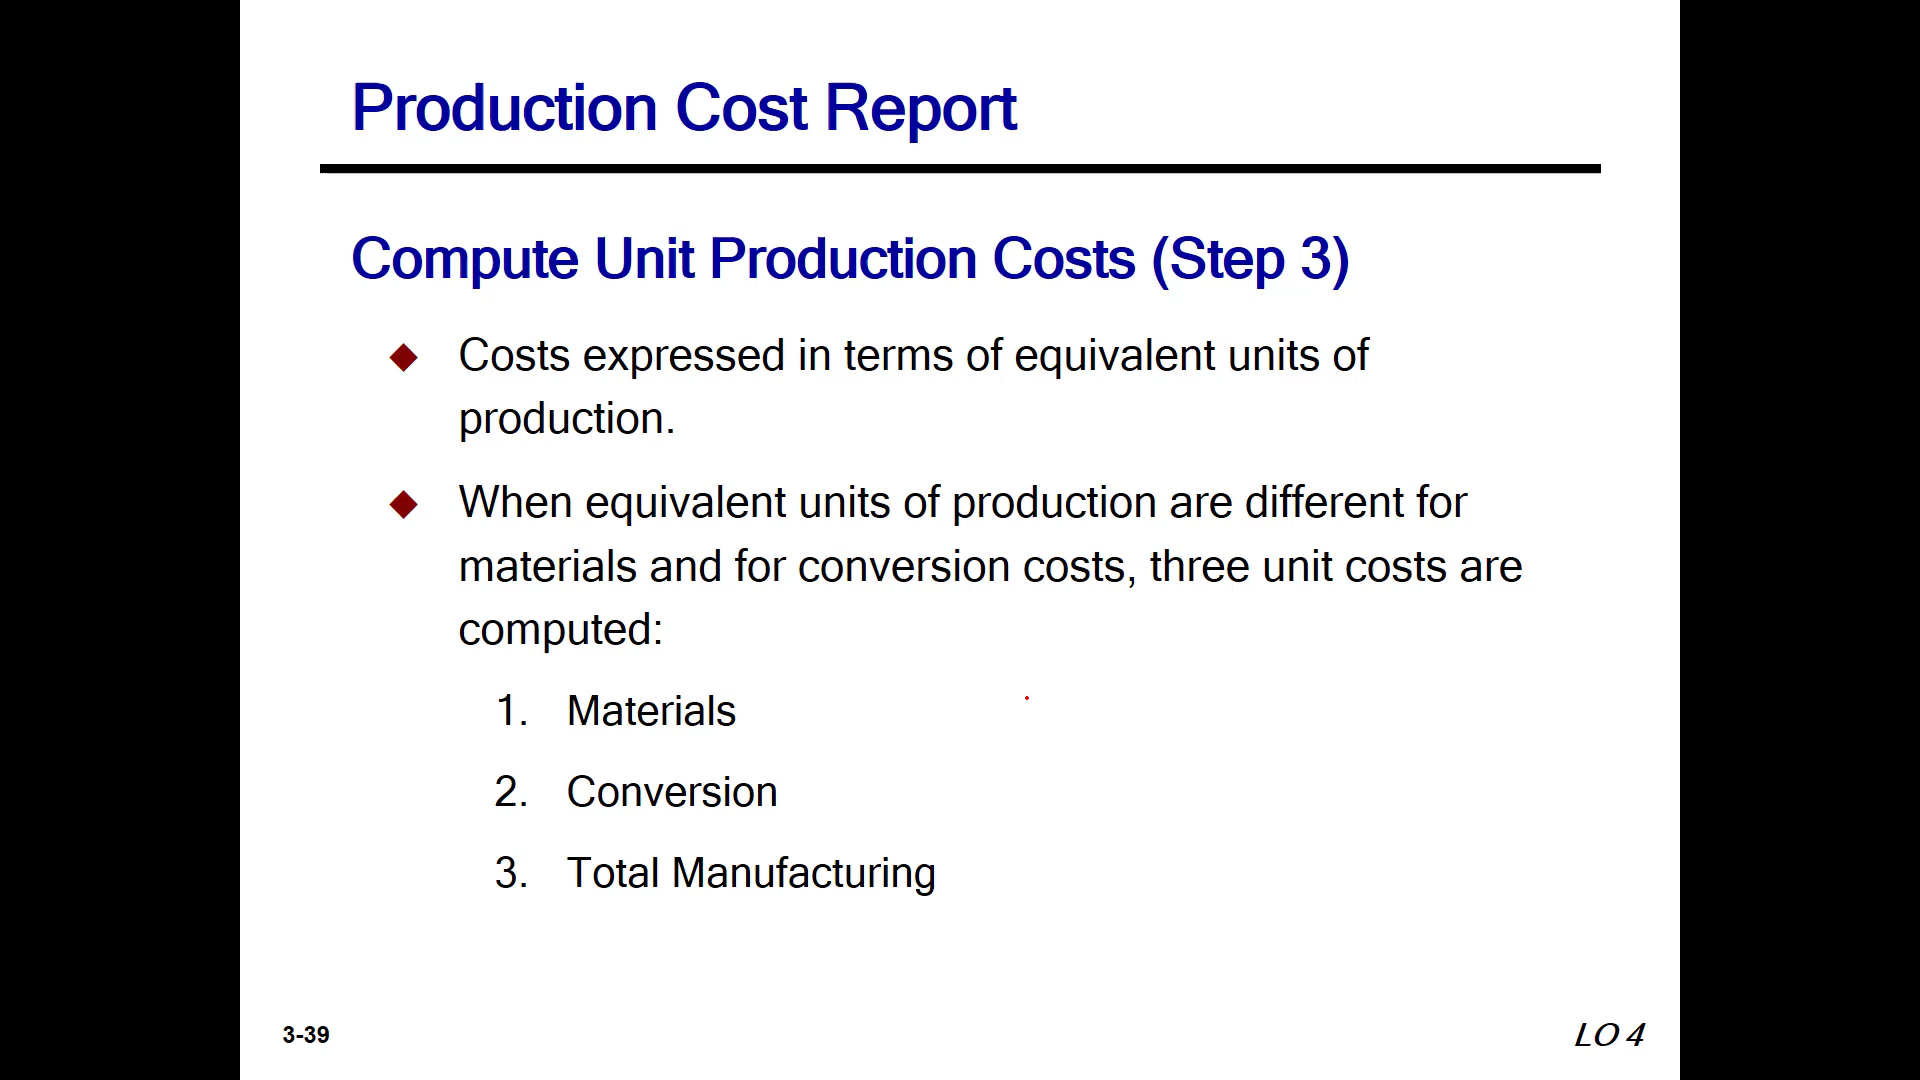 Production Cost Report
Compute Unit Production Costs (Step 3)
◆ Costs expressed in terms of equivalent units of
production.
◆ When equivalent units of production are different for
materials and for conversion costs, three unit costs are
computed:
1. Materials
2. Conversion
3. Total Manufacturing
3-39
LO 4